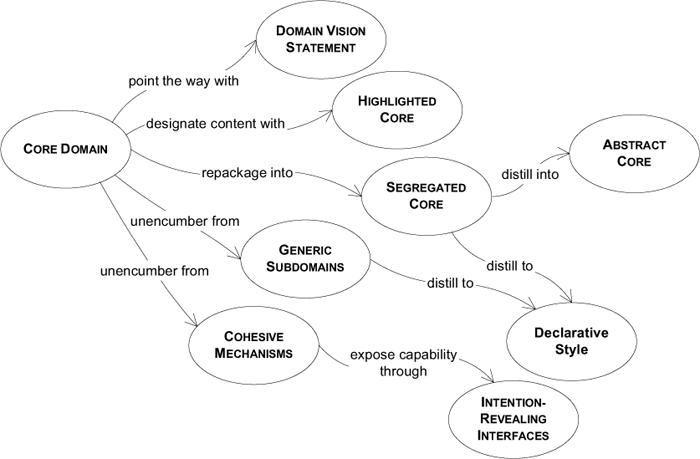 DOMAIN VISION
STATEMENT
point the way with
HIGHLIGHTED
CORE
designate content with
CORE DOMAIN
ABSTRACT
CORE
repackage into
distill into
SEGREGATED
CORE
unencumber from
GENERIC
SUBDOMAINS
distill to
unencumber from
distill to
COHESIVE
MECHANISMS
Declarative
Style
expose capability
through
INTENTION-
REVEALING
INTERFACES